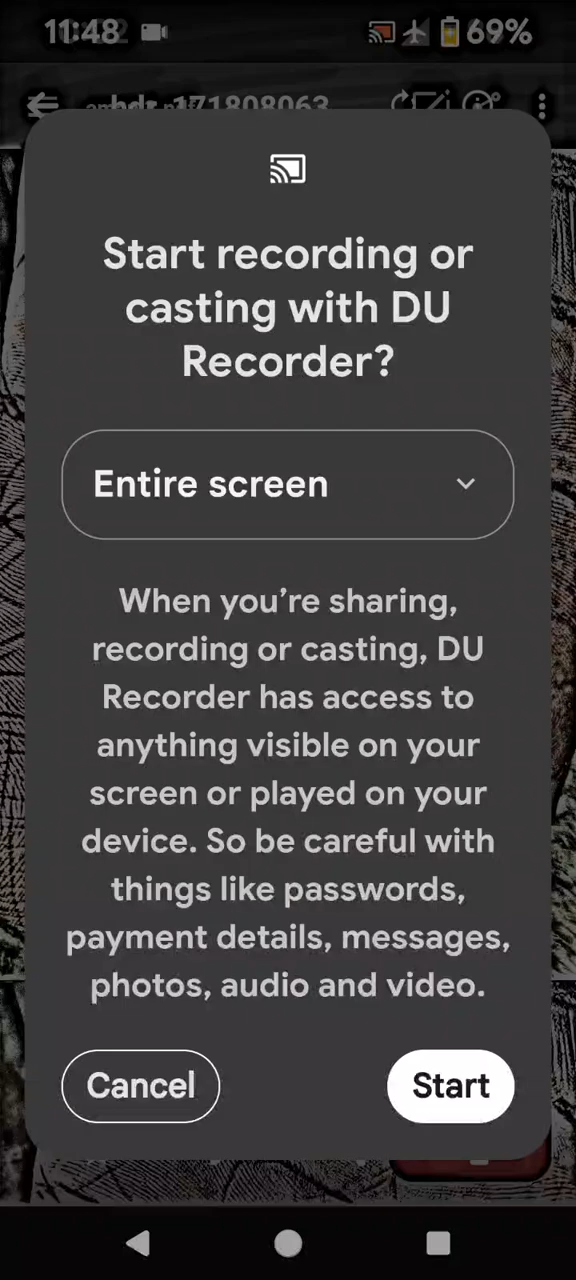 11:48
69%
171808063
Start recording or
casting with DU
Recorder?
Entire screen
When you’re sharing,
recording or casting, DU
Recorder has access to
anything visible on your
screen or played on your
device. So be careful with
things like passwords,
payment details, messages,
photos, audio and video.
Cancel
Start